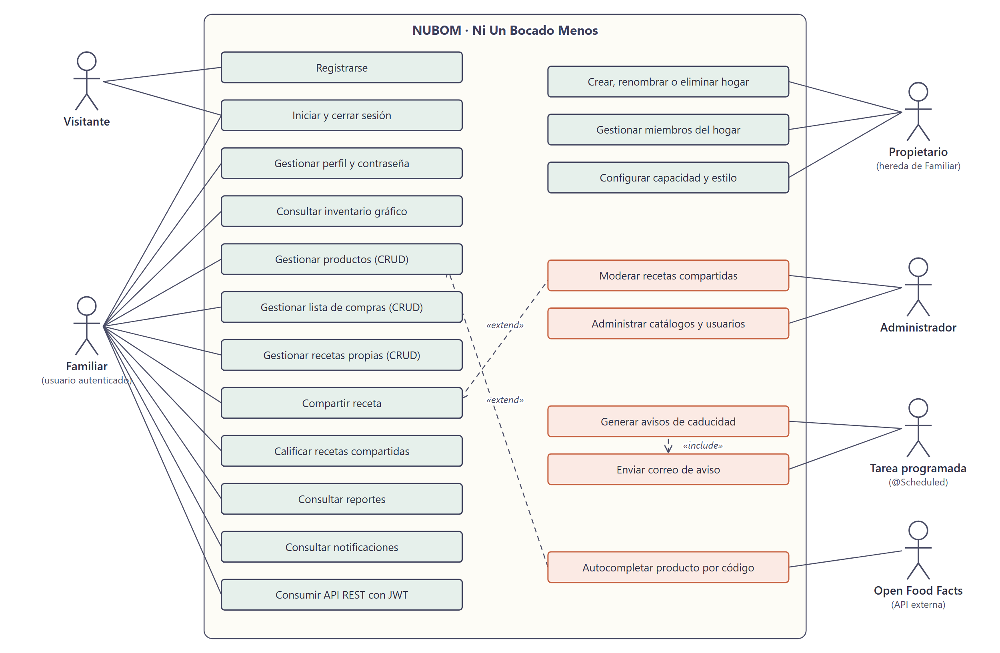 NUBOM · Ni Un Bocado Menos
Visitante
Familiar
(usuario autenticado)
Registrarse
Iniciar y cerrar sesión
Gestionar perfil y contraseña
Consultar inventario gráfico
Gestionar productos (CRUD)
Gestionar lista de compras (CRUD)
Gestionar recetas propias (CRUD)
Compartir receta
Calificar recetas compartidas
Consultar reportes
Consultar notificaciones
Consumir API REST con JWT
«extend»
«extend»
Crear, renombrar o eliminar hogar
Gestionar miembros del hogar
Configurar capacidad y estilo
Moderar recetas compartidas
Administrar catálogos y usuarios
Generar avisos de caducidad
«include»
Enviar correo de aviso
Autocompletar producto por código
Propietario
(hereda de Familiar)
Administrador
Tarea programada
(@Scheduled)
Open Food Facts
(API externa)